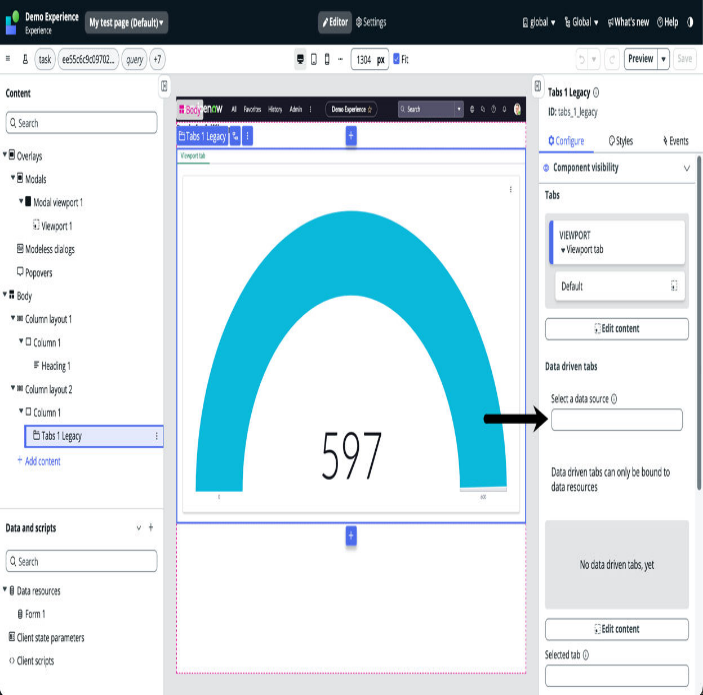 Demo Experience
Experience
My test page (Default)
Editor
Settings
global
Global
What's new
Help
task
ee55c6c9c09702...
query
+7
1304 px
Fit
Preview
Save
Content
Search
Overlays
Modals
Modal viewport 1
Viewport 1
Modeless dialogs
Popovers
Body
Column layout 1
Column 1
Heading 1
Column layout 2
Column 1
Tabs 1 Legacy
+ Add content
Data and scripts
Search
Data resources
Form 1
Client state parameters
Client scripts
Body
enow
All
Favorites
History
Admin
Demo Experience
Search
Tabs 1 Legacy
Viewport tab
597
0
600
Tabs 1 Legacy
ID: tabs_1_legacy
Configure
Styles
Events
Component visibility
Tabs
VIEWPORT
Viewport tab
Default
Edit content
Data driven tabs
Select a data source
Data driven tabs can only be bound to
data resources
No data driven tabs, yet
Edit content
Selected tab